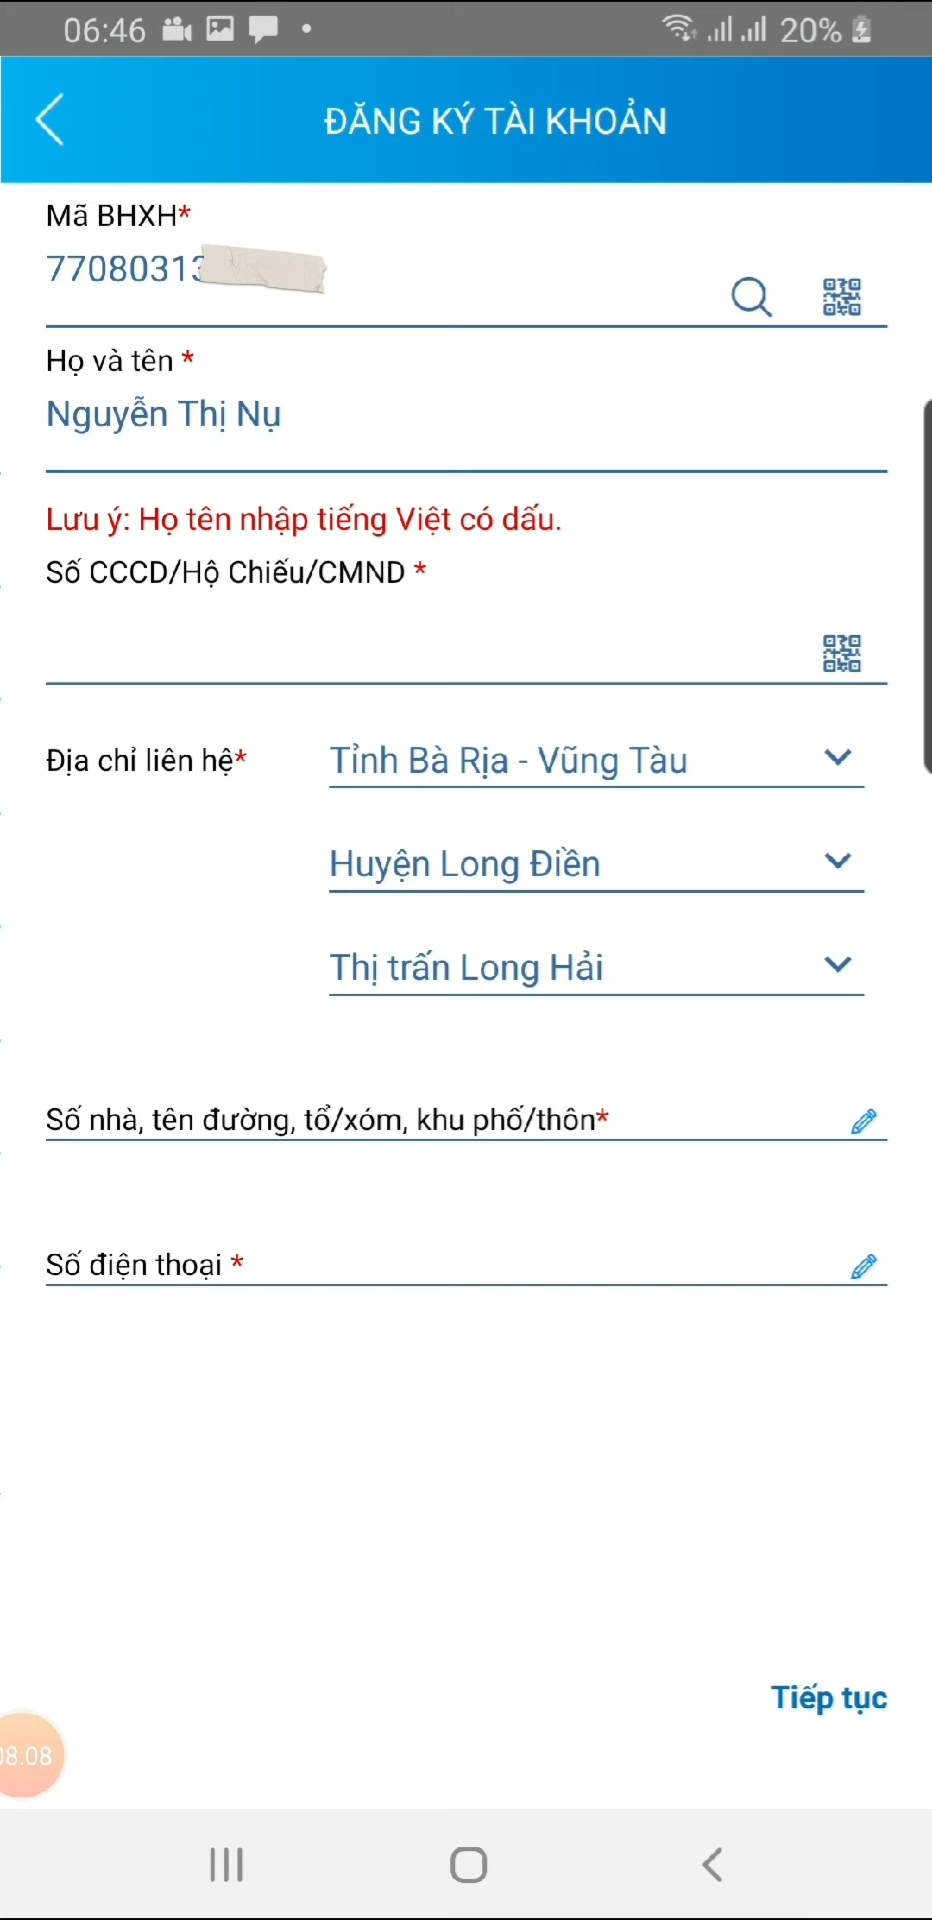 06:46 20%
ĐĂNG KÝ TÀI KHOẢN
Mã BHXH*
7708031
Họ và tên *
Nguyễn Thị Nụ
Lưu ý: Họ tên nhập tiếng Việt có dấu.
Số CCCD/Hộ Chiếu/CMND *
Địa chỉ liên hệ* Tỉnh Bà Rịa - Vũng Tàu
Huyện Long Điền
Thị trấn Long Hải
Số nhà, tên đường, tổ/xóm, khu phố/thôn*
Số điện thoại *
Tiếp tục
08:08